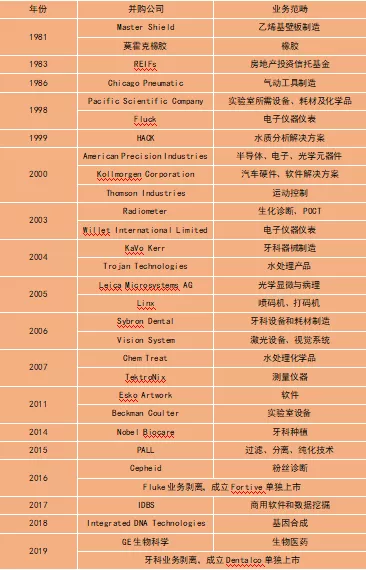 年份 并购公司 业务范畴
1981 Master Shield 乙烯基壁板制造
莫霍克橡胶 橡胶
1983 REIFs 房地产投资信托基金
1986 Chicago Pneumatic 气动工具制造
1998 Pacific Scientific Company 实验室所需设备、耗材及化学品
Fluck 电子仪器仪表
1999 HACK 水质分析解决方案
2000 American Precision Industries 半导体、电子、光学元器件
Kollmorgen Corporation 汽车硬件、软件解决方案
Thomson Industries 运动控制
2003 Radiometer 生化诊断、POCT
Willet International Limited 电子仪器仪表
2004 KaVo Kerr 牙科器械制造
Trojan Technologies 水处理产品
2005 Leica Microsystems AG 光学显微与病理
Linx 喷码机、打码机
2006 Sybron Dental 牙科设备和耗材制造
Vision System 激光设备、视觉系统
2007 Chem Treat 水处理化学品
TektroNix 测量仪器
2011 Esko Artwork 软件
Beckman Coulter 实验室设备
2014 Nobel Biocare 牙科种植
2015 PALL 过滤、分离、纯化技术
2016 Cepheid 粉丝诊断
Fluke业务剥离，成立Fortive单独上市
2017 IDBS 商用软件和数据挖掘
2018 Integrated DNA Technologies 基因合成
2019 GE生物科学 生物医药
牙科业务剥离、成立Dentalco单独上市